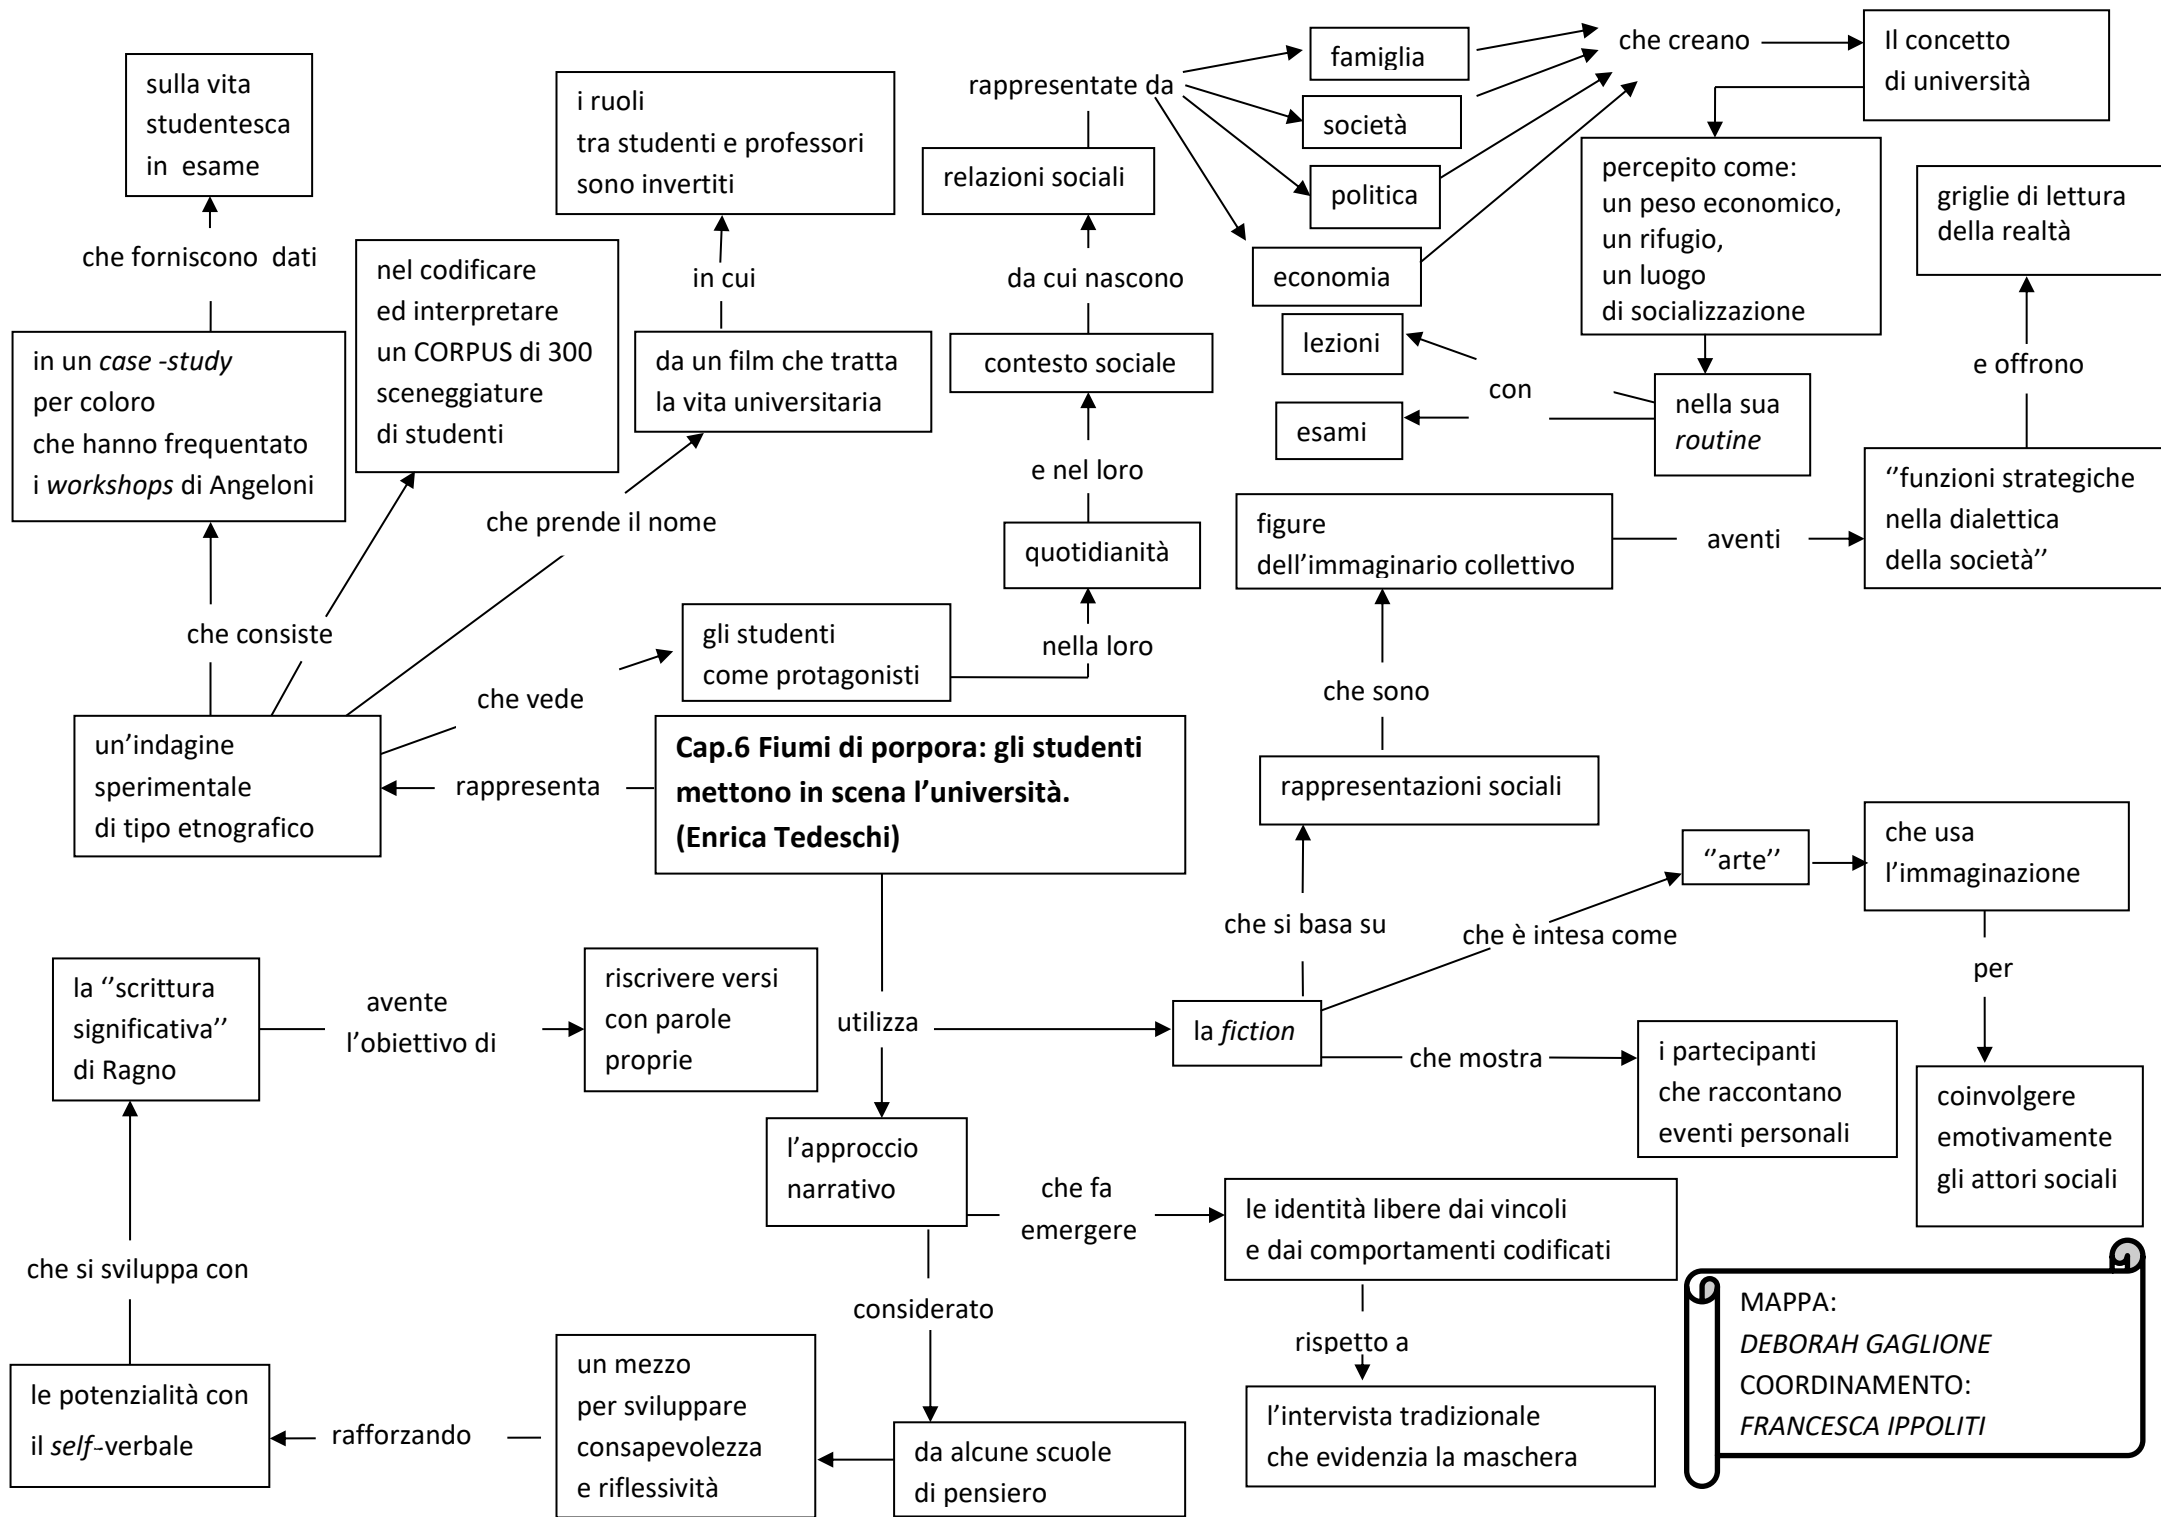 sulla vita
studentesca
in esame
che forniscono dati
in un case -study
per coloro
che hanno frequentato
i workshops di Angeloni
che consiste
nel codificare
ed interpretare
un CORPUS di 300
sceneggiature
di studenti
i ruoli
tra studenti e professori
sono invertiti
in cui
da un film che tratta
la vita universitaria
che prende il nome
rappresentate da
relazioni sociali
da cui nascono
contesto sociale
e nel loro
quotidianità
nella loro
gli studenti
come protagonisti
che vede
famiglia
società
politica
economia
che creano
Il concetto
di università
percepito come:
un peso economico,
un rifugio,
un luogo
di socializzazione
nella sua
routine
con
lezioni
esami
griglie di lettura
della realtà
e offrono
‘‘funzioni strategiche
nella dialettica
della società’’
aventi
figure
dell’immaginario collettivo
che sono
rappresentazioni sociali
che si basa su
un’indagine
sperimentale
di tipo etnografico
rappresenta
Cap.6 Fiumi di porpora: gli studenti
mettono in scena l’università.
(Enrica Tedeschi)
utilizza
la fiction
che è intesa come
‘‘arte’’
che usa
l’immaginazione
per
coinvolgere
emotivamente
gli attori sociali
che mostra
i partecipanti
che raccontano
eventi personali
l’approccio
narrativo
che fa
emergere
le identità libere dai vincoli
e dai comportamenti codificati
rispetto a
l’intervista tradizionale
che evidenzia la maschera
considerato
da alcune scuole
di pensiero
un mezzo
per sviluppare
consapevolezza
e riflessività
rafforzando
le potenzialità con
il self-verbale
che si sviluppa con
la ‘‘scrittura
significativa’’
di Ragno
avente
l’obiettivo di
riscrivere versi
con parole
proprie
MAPPA:
DEBORAH GAGLIONE
COORDINAMENTO:
FRANCESCA IPPOLITI